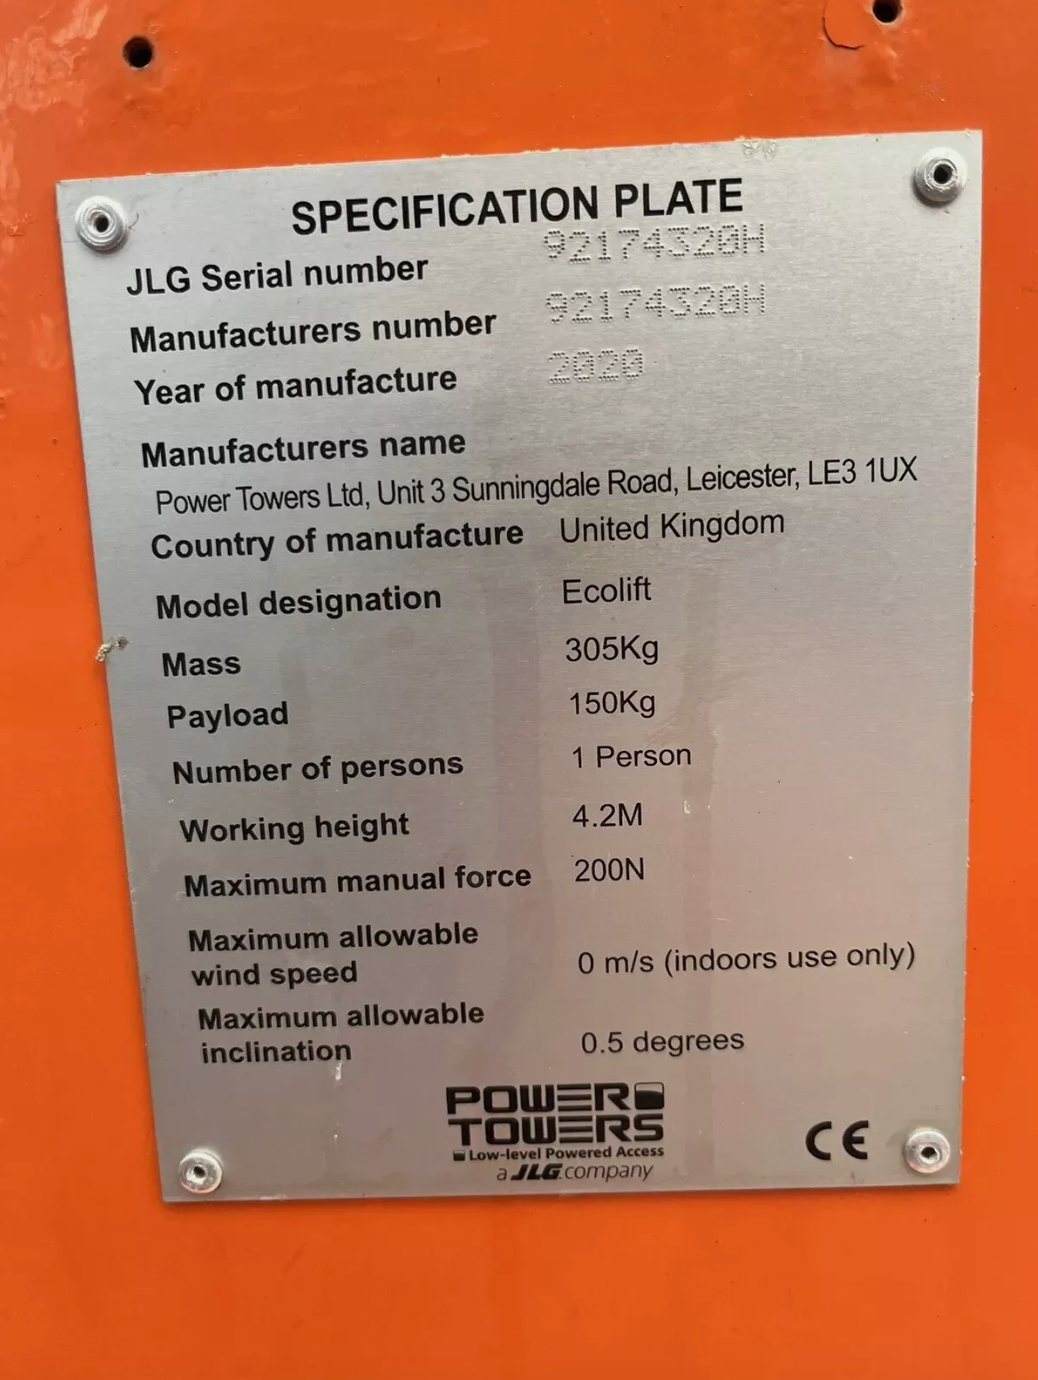 SPECIFICATION PLATE
JLG Serial number 92174320H
Manufacturers number 92174320H
Year of manufacture 2020
Manufacturers name
Power Towers Ltd, Unit 3 Sunningdale Road, Leicester, LE3 1UX
Country of manufacture United Kingdom
Model designation Ecolift
Mass 305Kg
Payload 150Kg
Number of persons 1 Person
Working height 4.2M
Maximum manual force 200N
Maximum allowable
wind speed 0 m/s (indoors use only)
Maximum allowable
inclination 0.5 degrees
POWER
TOWERS
Low-level Powered Access
a JLG company
CE